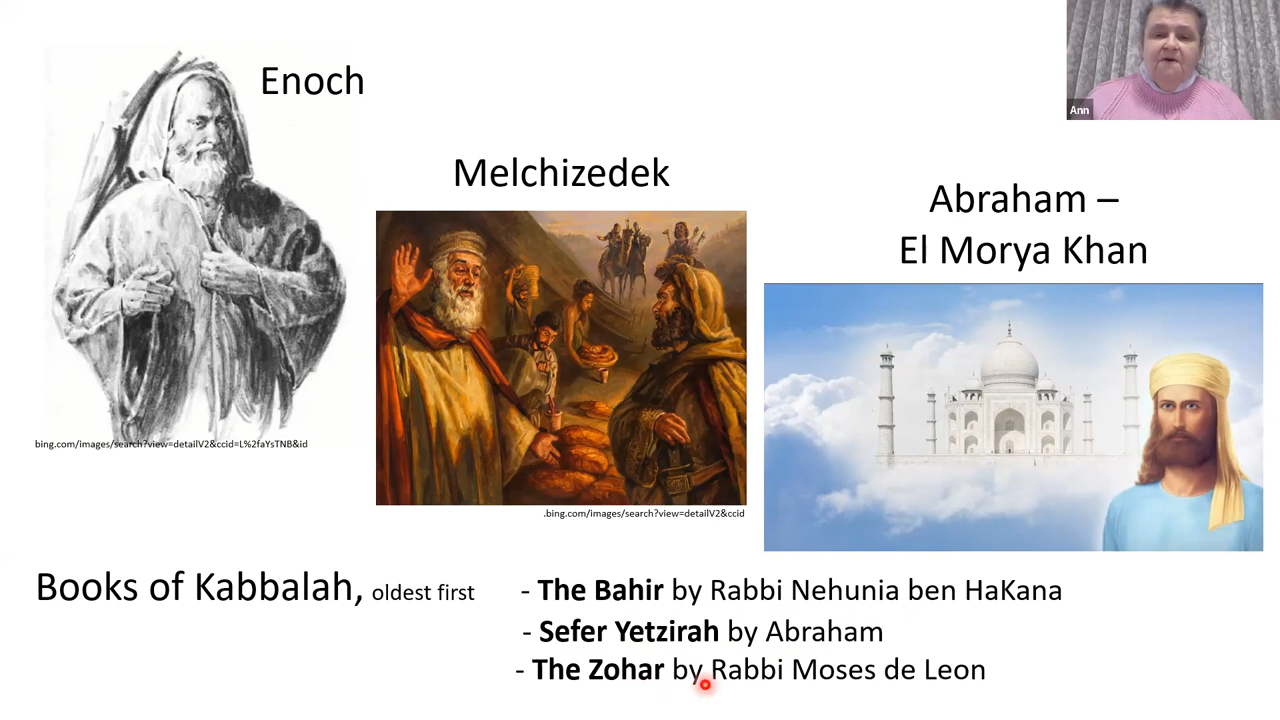 Enoch
Ann
Melchizedek
Abraham –
El Morya Khan
bing.com/images/search?view=detailV2&ccid=L%2faYsTNB&id
.bing.com/images/search?view=detailV2&ccid
Books of Kabbalah, oldest first
- The Bahir by Rabbi Nehunia ben HaKana
- Sefer Yetzirah by Abraham
- The Zohar by Rabbi Moses de Leon